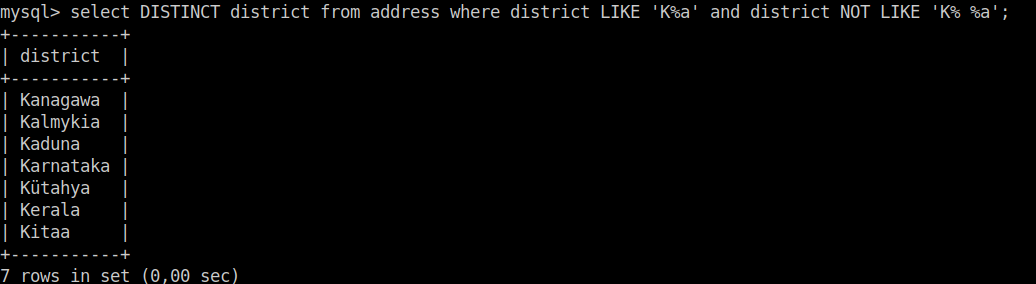 mysql> select DISTINCT district from address where district LIKE 'K%a' and district NOT LIKE 'K% %a';
+-----------+
| district  |
+-----------+
| Kanagawa  |
| Kalmykia  |
| Kaduna    |
| Karnataka |
| Kütahya   |
| Kerala    |
| Kitaa     |
+-----------+
7 rows in set (0,00 sec)